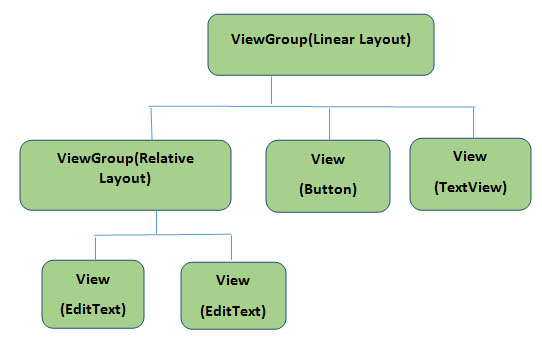 ViewGroup(Linear Layout)
ViewGroup(Relative
Layout)
View
(Button)
View
(TextView)
View
(EditText)
View
(EditText)